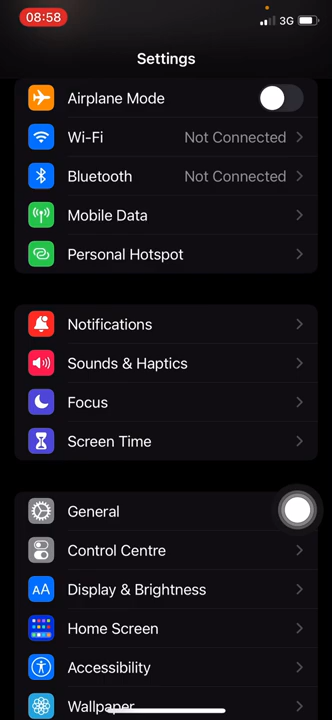 08:58
3G
Settings
Airplane Mode
Wi-Fi Not Connected
Bluetooth Not Connected
Mobile Data
Personal Hotspot
Notifications
Sounds & Haptics
Focus
Screen Time
General
Control Centre
AA Display & Brightness
Home Screen
Accessibility
Wallpaper